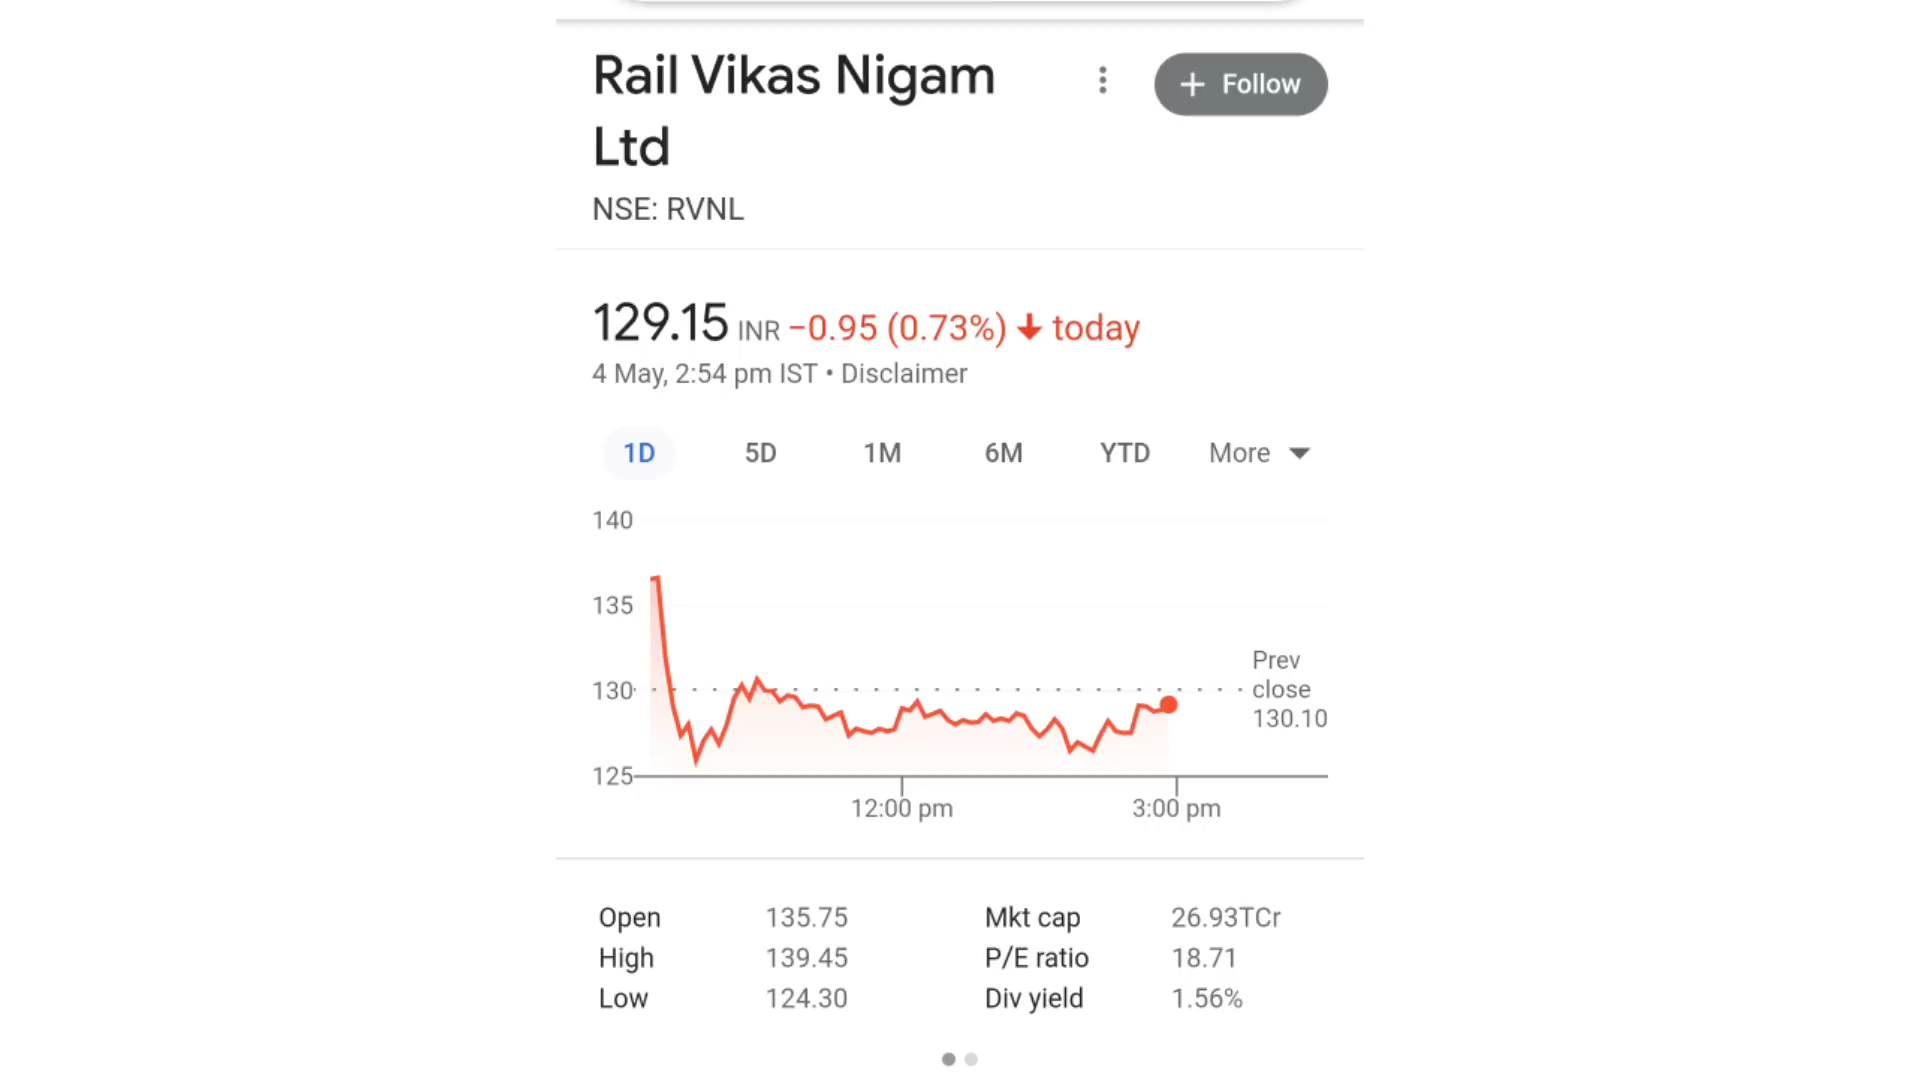 Rail Vikas Nigam
Ltd
+ Follow
NSE: RVNL
129.15 INR −0.95 (0.73%) ↓ today
4 May, 2:54 pm IST • Disclaimer
1D 5D 1M 6M YTD More
140
135
130
125
Prev
close
130.10
12:00 pm 3:00 pm
Open 135.75 Mkt cap 26.93TCr
High 139.45 P/E ratio 18.71
Low 124.30 Div yield 1.56%